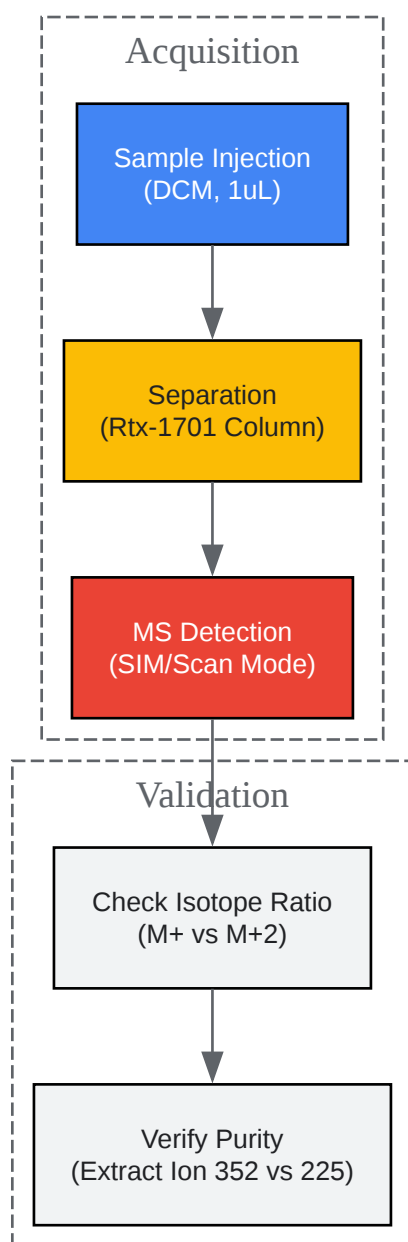 Acquisition
Sample Injection
(DCM, 1uL)
Separation
(Rtx-1701 Column)
MS Detection
(SIM/Scan Mode)
Validation
Check Isotope Ratio
(M+ vs M+2)
Verify Purity
(Extract Ion 352 vs 225)